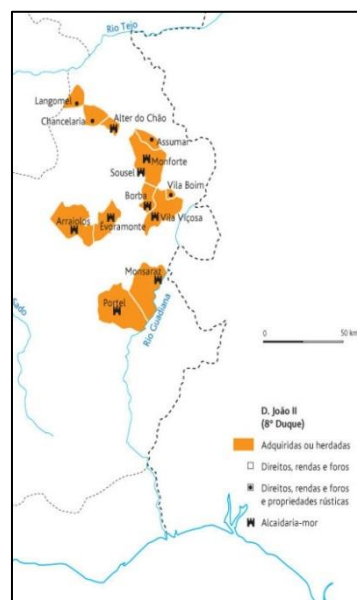 Rio Tejo
Langomel
Chancelaria
Alter do Chão
Assumar
Monforte
Sousel
Vila Boim
Borba
Arraiolos
Évoramonte
Vila Viçosa
Monsaraz
Portel
Sado
Rio Guadiana
0 50 km
D. João II
(8º Duque)
Adquiridas ou herdadas
Direitos, rendas e foros
Direitos, rendas e foros
e propriedades rústicas
Alcaidaria-mor